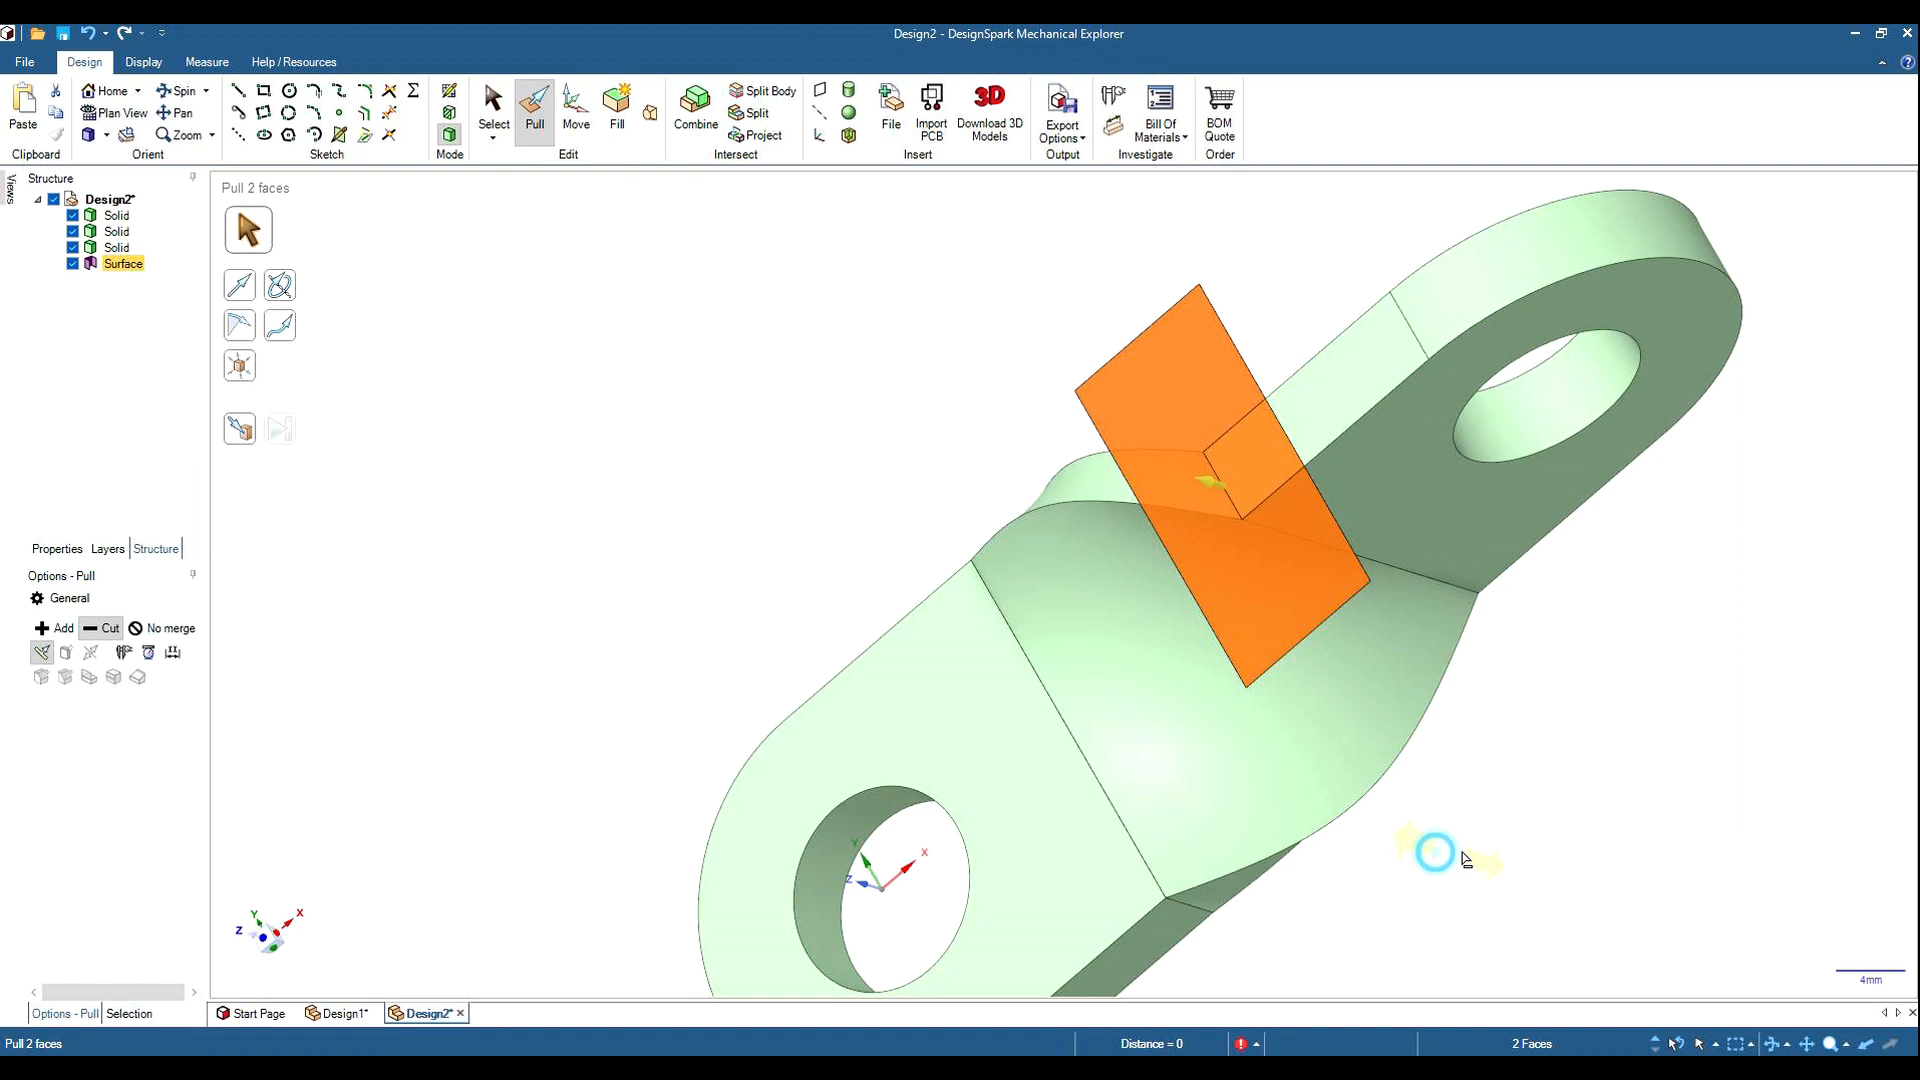 Design2 - DesignSpark Mechanical Explorer
File Design Display Measure Help / Resources
Paste
Clipboard
Home Spin
Plan View Pan
Zoom
Orient
Sketch
Mode
Select Pull Move Fill
Edit
Combine
Split Body
Split
Project
Intersect
File
Import PCB
3D
Download 3D Models
Insert
Export Options
Output
Bill Of Materials
Investigate
BOM Quote
Order
Views
Structure
Design2*
Solid
Solid
Solid
Surface
Properties Layers Structure
Options - Pull
General
Add Cut No merge
Options - Pull Selection
Pull 2 faces
Y
X
Z
Y
X
Z
4mm
Start Page Design1* Design2*
Pull 2 faces
Distance = 0
2 Faces